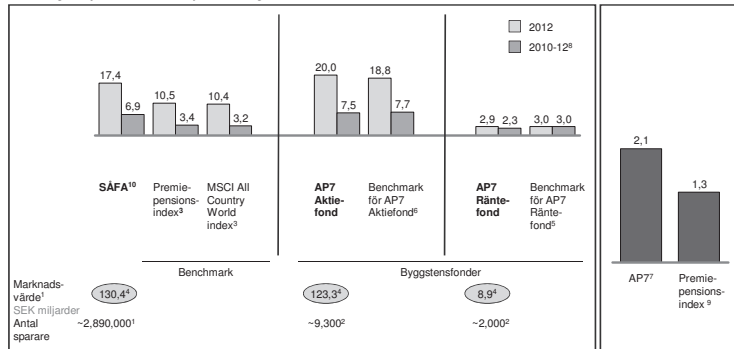 2012
2010-12⁸
17,4
6,9
10,5
3,4
10,4
3,2
20,0
7,5
18,8
7,7
2,9
2,3
3,0
3,0
2,1
1,3
SÅFA¹⁰
Premie-
pensions-
index³
MSCI All
Country
World
index³
AP7
Aktie-
fond
Benchmark
för AP7
Aktiefond⁶
AP7
Ränte-
fond
Benchmark
för AP7
Ränte-
fond⁵
AP7⁷
Premie-
pensions-
index ⁹
Benchmark
Byggstensfonder
Marknads-
värde¹
SEK miljarder
130,4⁴
123,3⁴
8,9⁴
Antal
sparare
~2,890,000¹
~9,300²
~2,000²